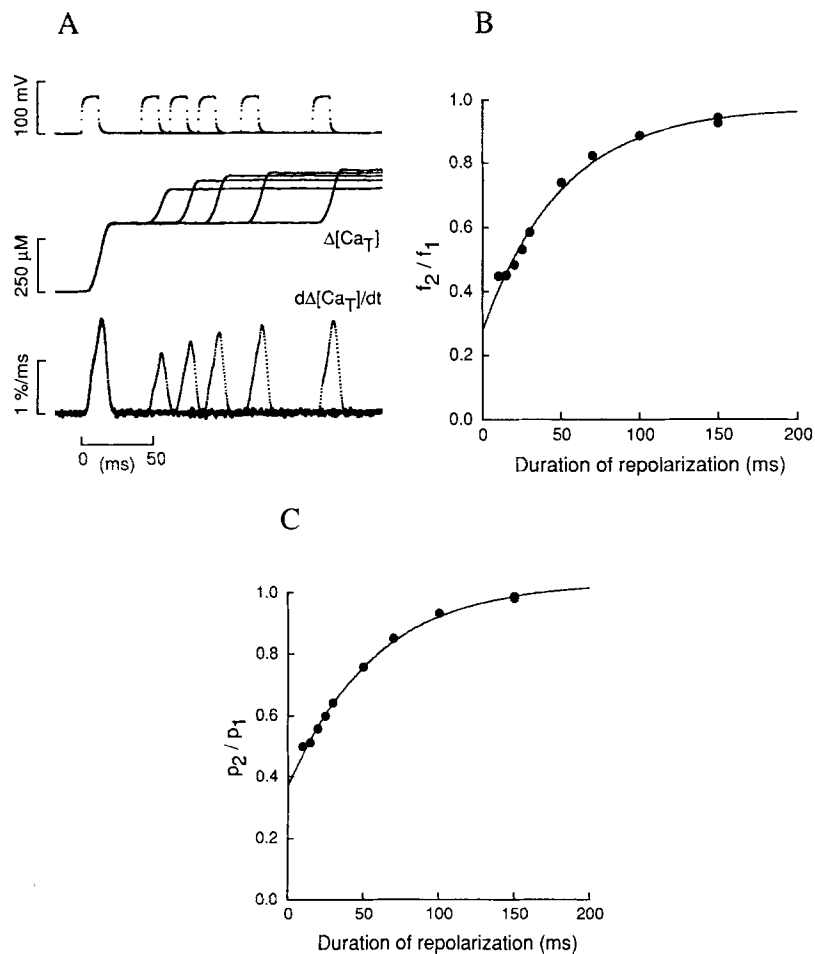 A
100 mV
250 μM
Δ[Ca_T]
dΔ[Ca_T]/dt
1 %/ms
0 50
(ms)
B
1.0
0.8
0.6
0.4
0.2
0.0
f2 / f1
0 50 100 150 200
Duration of repolarization (ms)
C
1.0
0.8
0.6
0.4
0.2
0.0
p2 / p1
0 50 100 150 200
Duration of repolarization (ms)